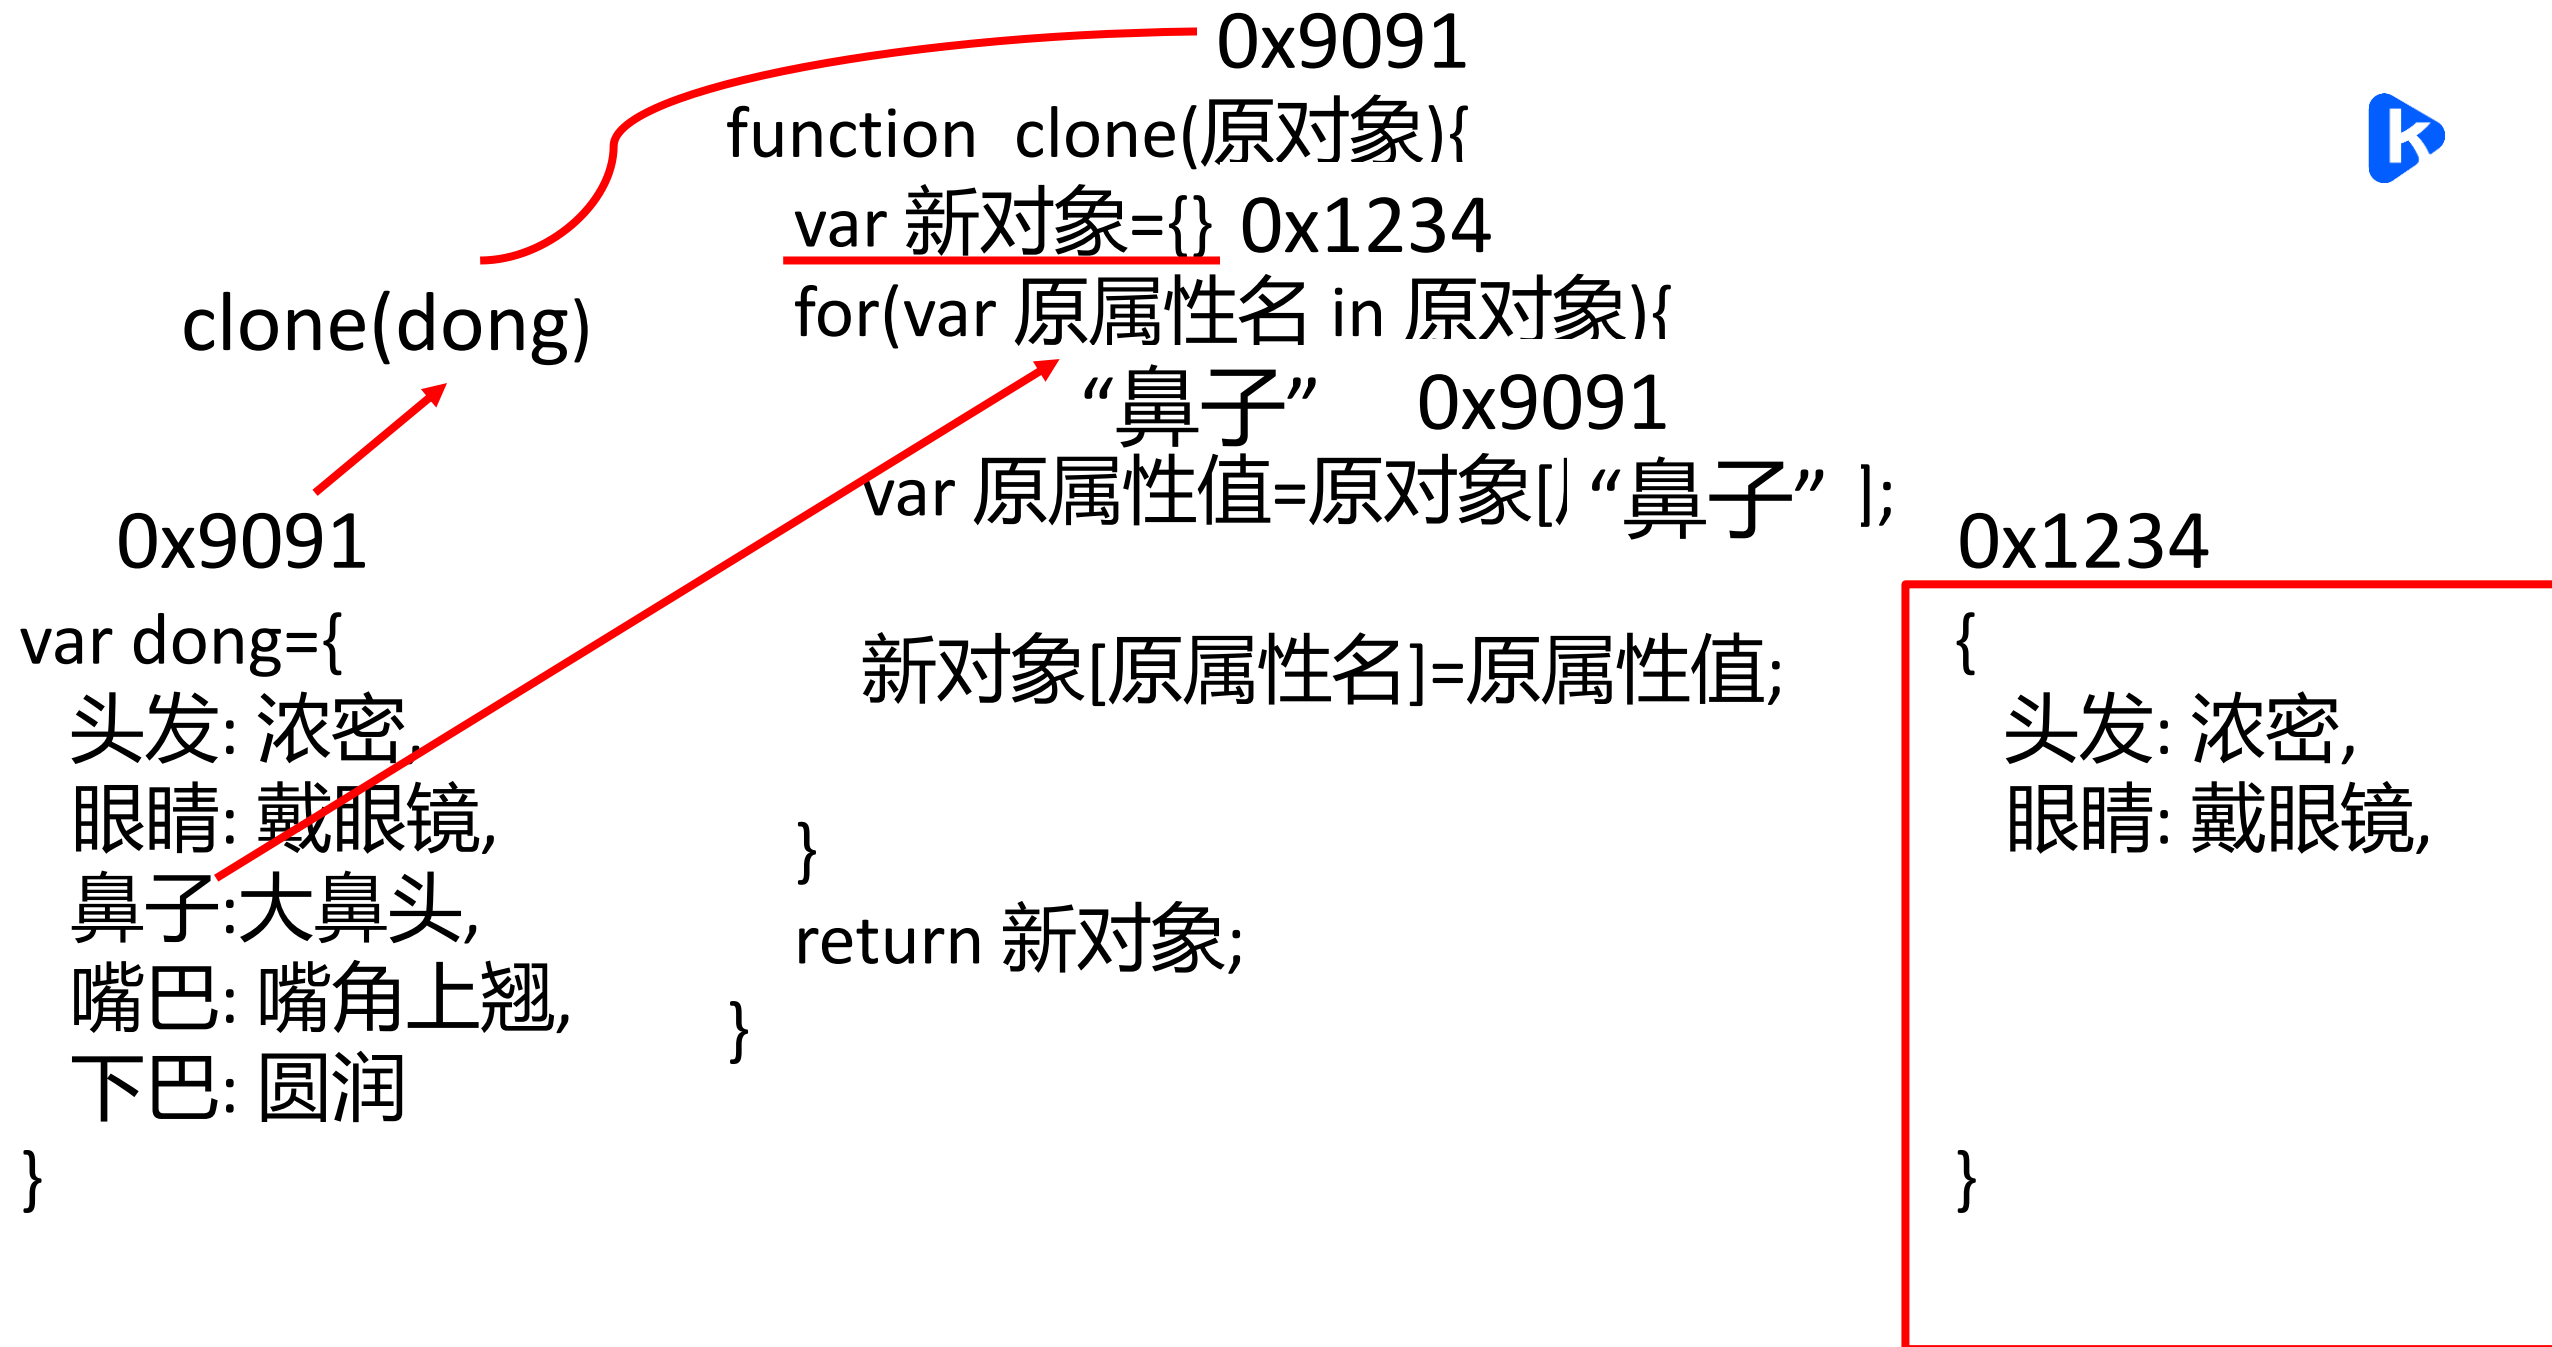 0x9091
function clone(原对象){
var 新对象={} 0x1234
for(var 原属性名 in 原对象){
“鼻子” 0x9091
var 原属性值=原对象[ “鼻子” ];
新对象[原属性名]=原属性值;
}
return 新对象;
}
clone(dong)
0x9091
var dong={
头发: 浓密,
眼睛: 戴眼镜,
鼻子:大鼻头,
嘴巴: 嘴角上翘,
下巴: 圆润
}
0x1234
{
头发: 浓密,
眼睛: 戴眼镜,
}